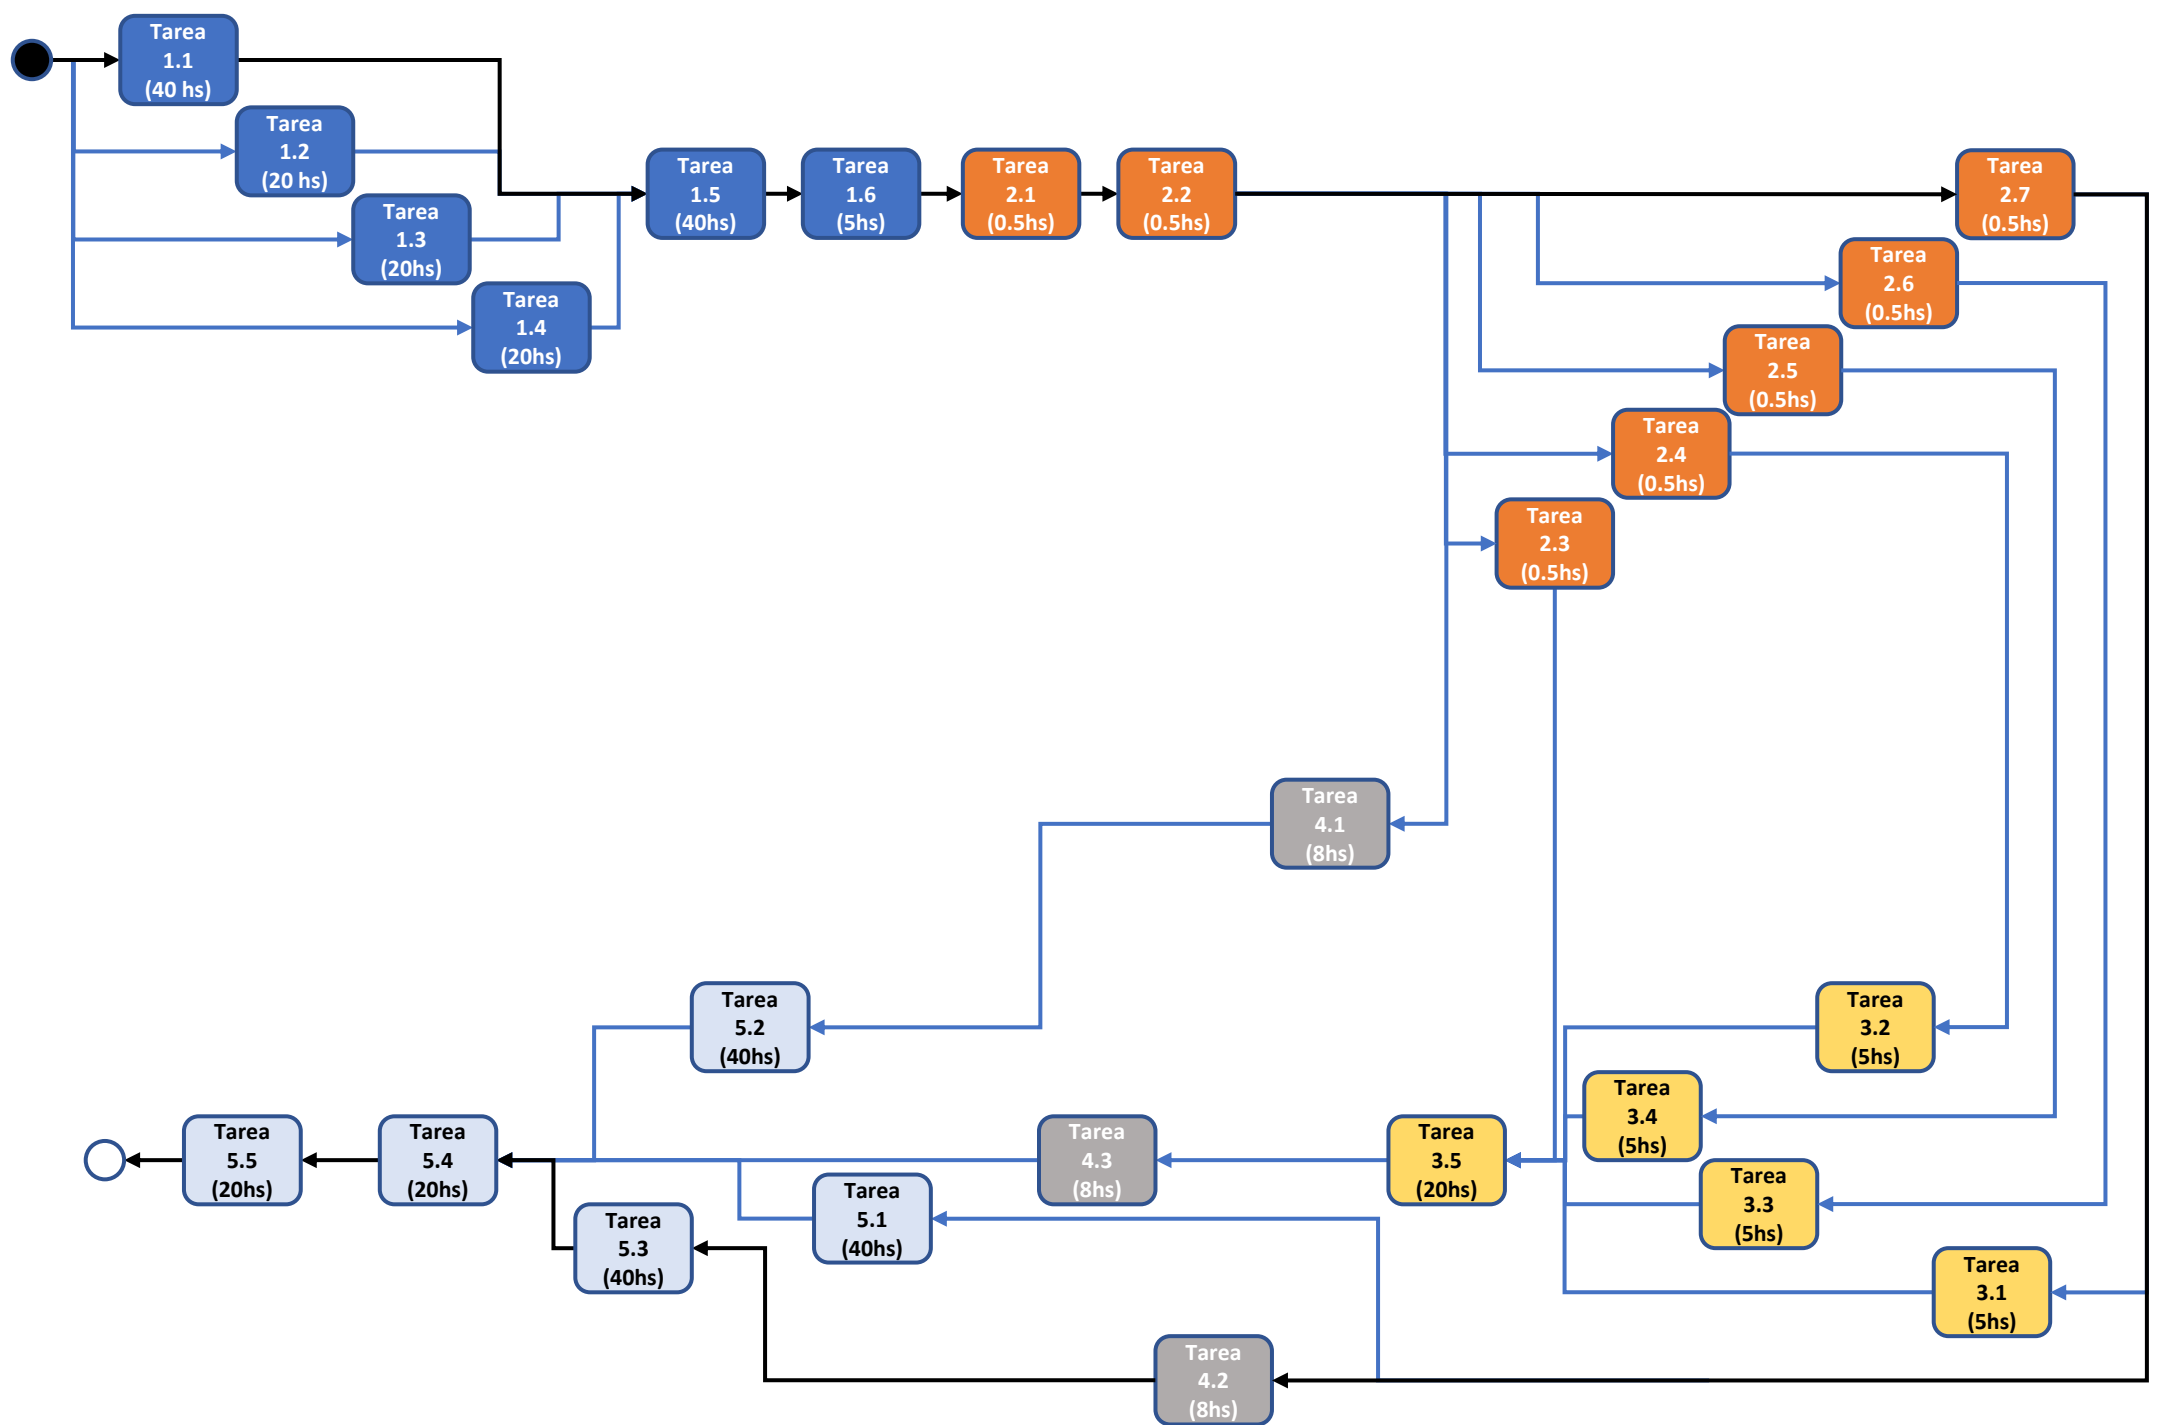 Tarea
1.1
(40 hs)
Tarea
1.2
(20 hs)
Tarea
1.3
(20hs)
Tarea
1.4
(20hs)
Tarea
1.5
(40hs)
Tarea
1.6
(5hs)
Tarea
2.1
(0.5hs)
Tarea
2.2
(0.5hs)
Tarea
2.7
(0.5hs)
Tarea
2.6
(0.5hs)
Tarea
2.5
(0.5hs)
Tarea
2.4
(0.5hs)
Tarea
2.3
(0.5hs)
Tarea
4.1
(8hs)
Tarea
5.2
(40hs)
Tarea
3.2
(5hs)
Tarea
3.4
(5hs)
Tarea
5.5
(20hs)
Tarea
5.4
(20hs)
Tarea
4.3
(8hs)
Tarea
3.5
(20hs)
Tarea
3.3
(5hs)
Tarea
5.1
(40hs)
Tarea
5.3
(40hs)
Tarea
3.1
(5hs)
Tarea
4.2
(8hs)